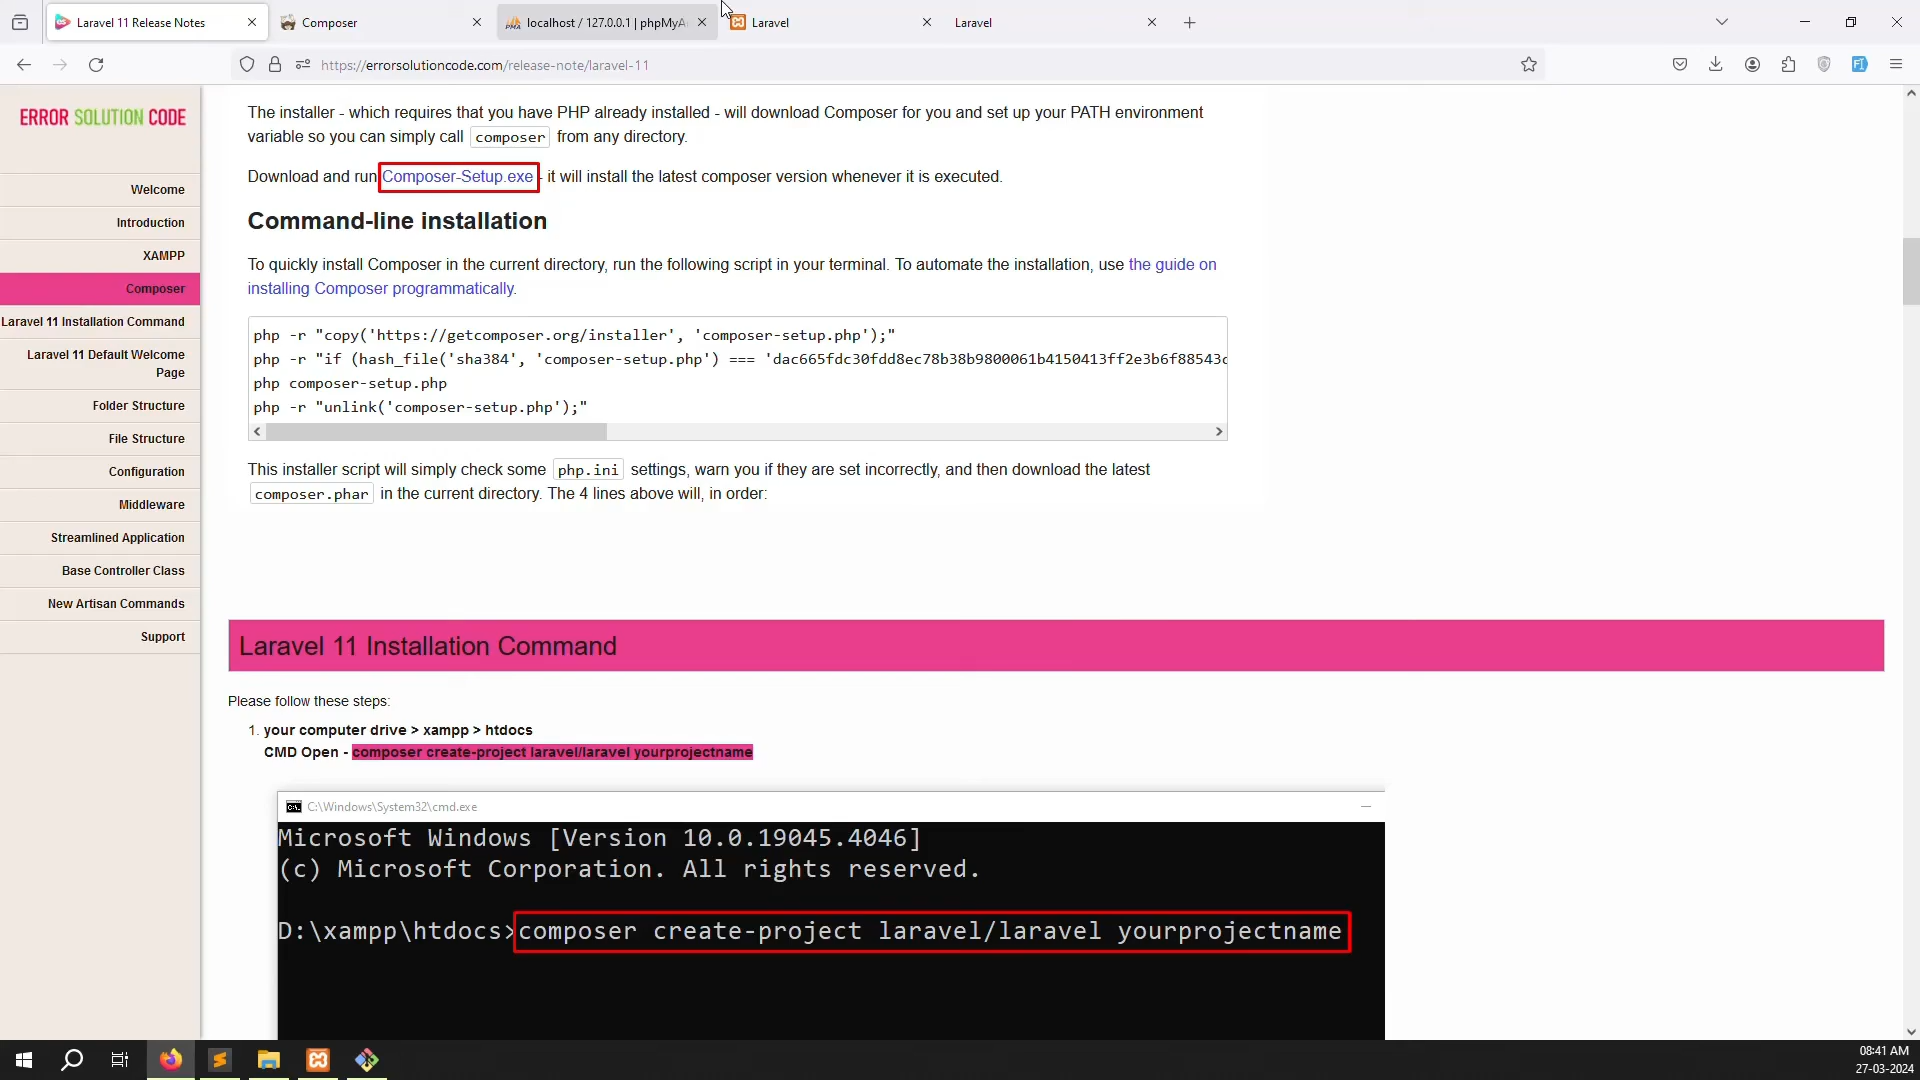 Laravel 11 Release Notes
Composer
localhost / 127.0.0.1 | phpMyA
Laravel
Laravel
https://errorsolutioncode.com/release-note/laravel-11
ERROR SOLUTION CODE
Welcome
Introduction
XAMPP
Composer
Laravel 11 Installation Command
Laravel 11 Default Welcome
Page
Folder Structure
File Structure
Configuration
Middleware
Streamlined Application
Base Controller Class
New Artisan Commands
Support
The installer - which requires that you have PHP already installed - will download Composer for you and set up your PATH environment
variable so you can simply call composer from any directory.
Download and run Composer-Setup.exe - it will install the latest composer version whenever it is executed.
Command-line installation
To quickly install Composer in the current directory, run the following script in your terminal. To automate the installation, use the guide on
installing Composer programmatically.
php -r "copy('https://getcomposer.org/installer', 'composer-setup.php');"
php -r "if (hash_file('sha384', 'composer-setup.php') === 'dac665fdc30fdd8ec78b38b9800061b4150413ff2e3b6f88543c
php composer-setup.php
php -r "unlink('composer-setup.php');"
This installer script will simply check some php.ini settings, warn you if they are set incorrectly, and then download the latest
composer.phar in the current directory. The 4 lines above will, in order:
Laravel 11 Installation Command
Please follow these steps:
1. your computer drive > xampp > htdocs
CMD Open - composer create-project laravel/laravel yourprojectname
C:\Windows\System32\cmd.exe
Microsoft Windows [Version 10.0.19045.4046]
(c) Microsoft Corporation. All rights reserved.
D:\xampp\htdocs>composer create-project laravel/laravel yourprojectname
08:41 AM
27-03-2024